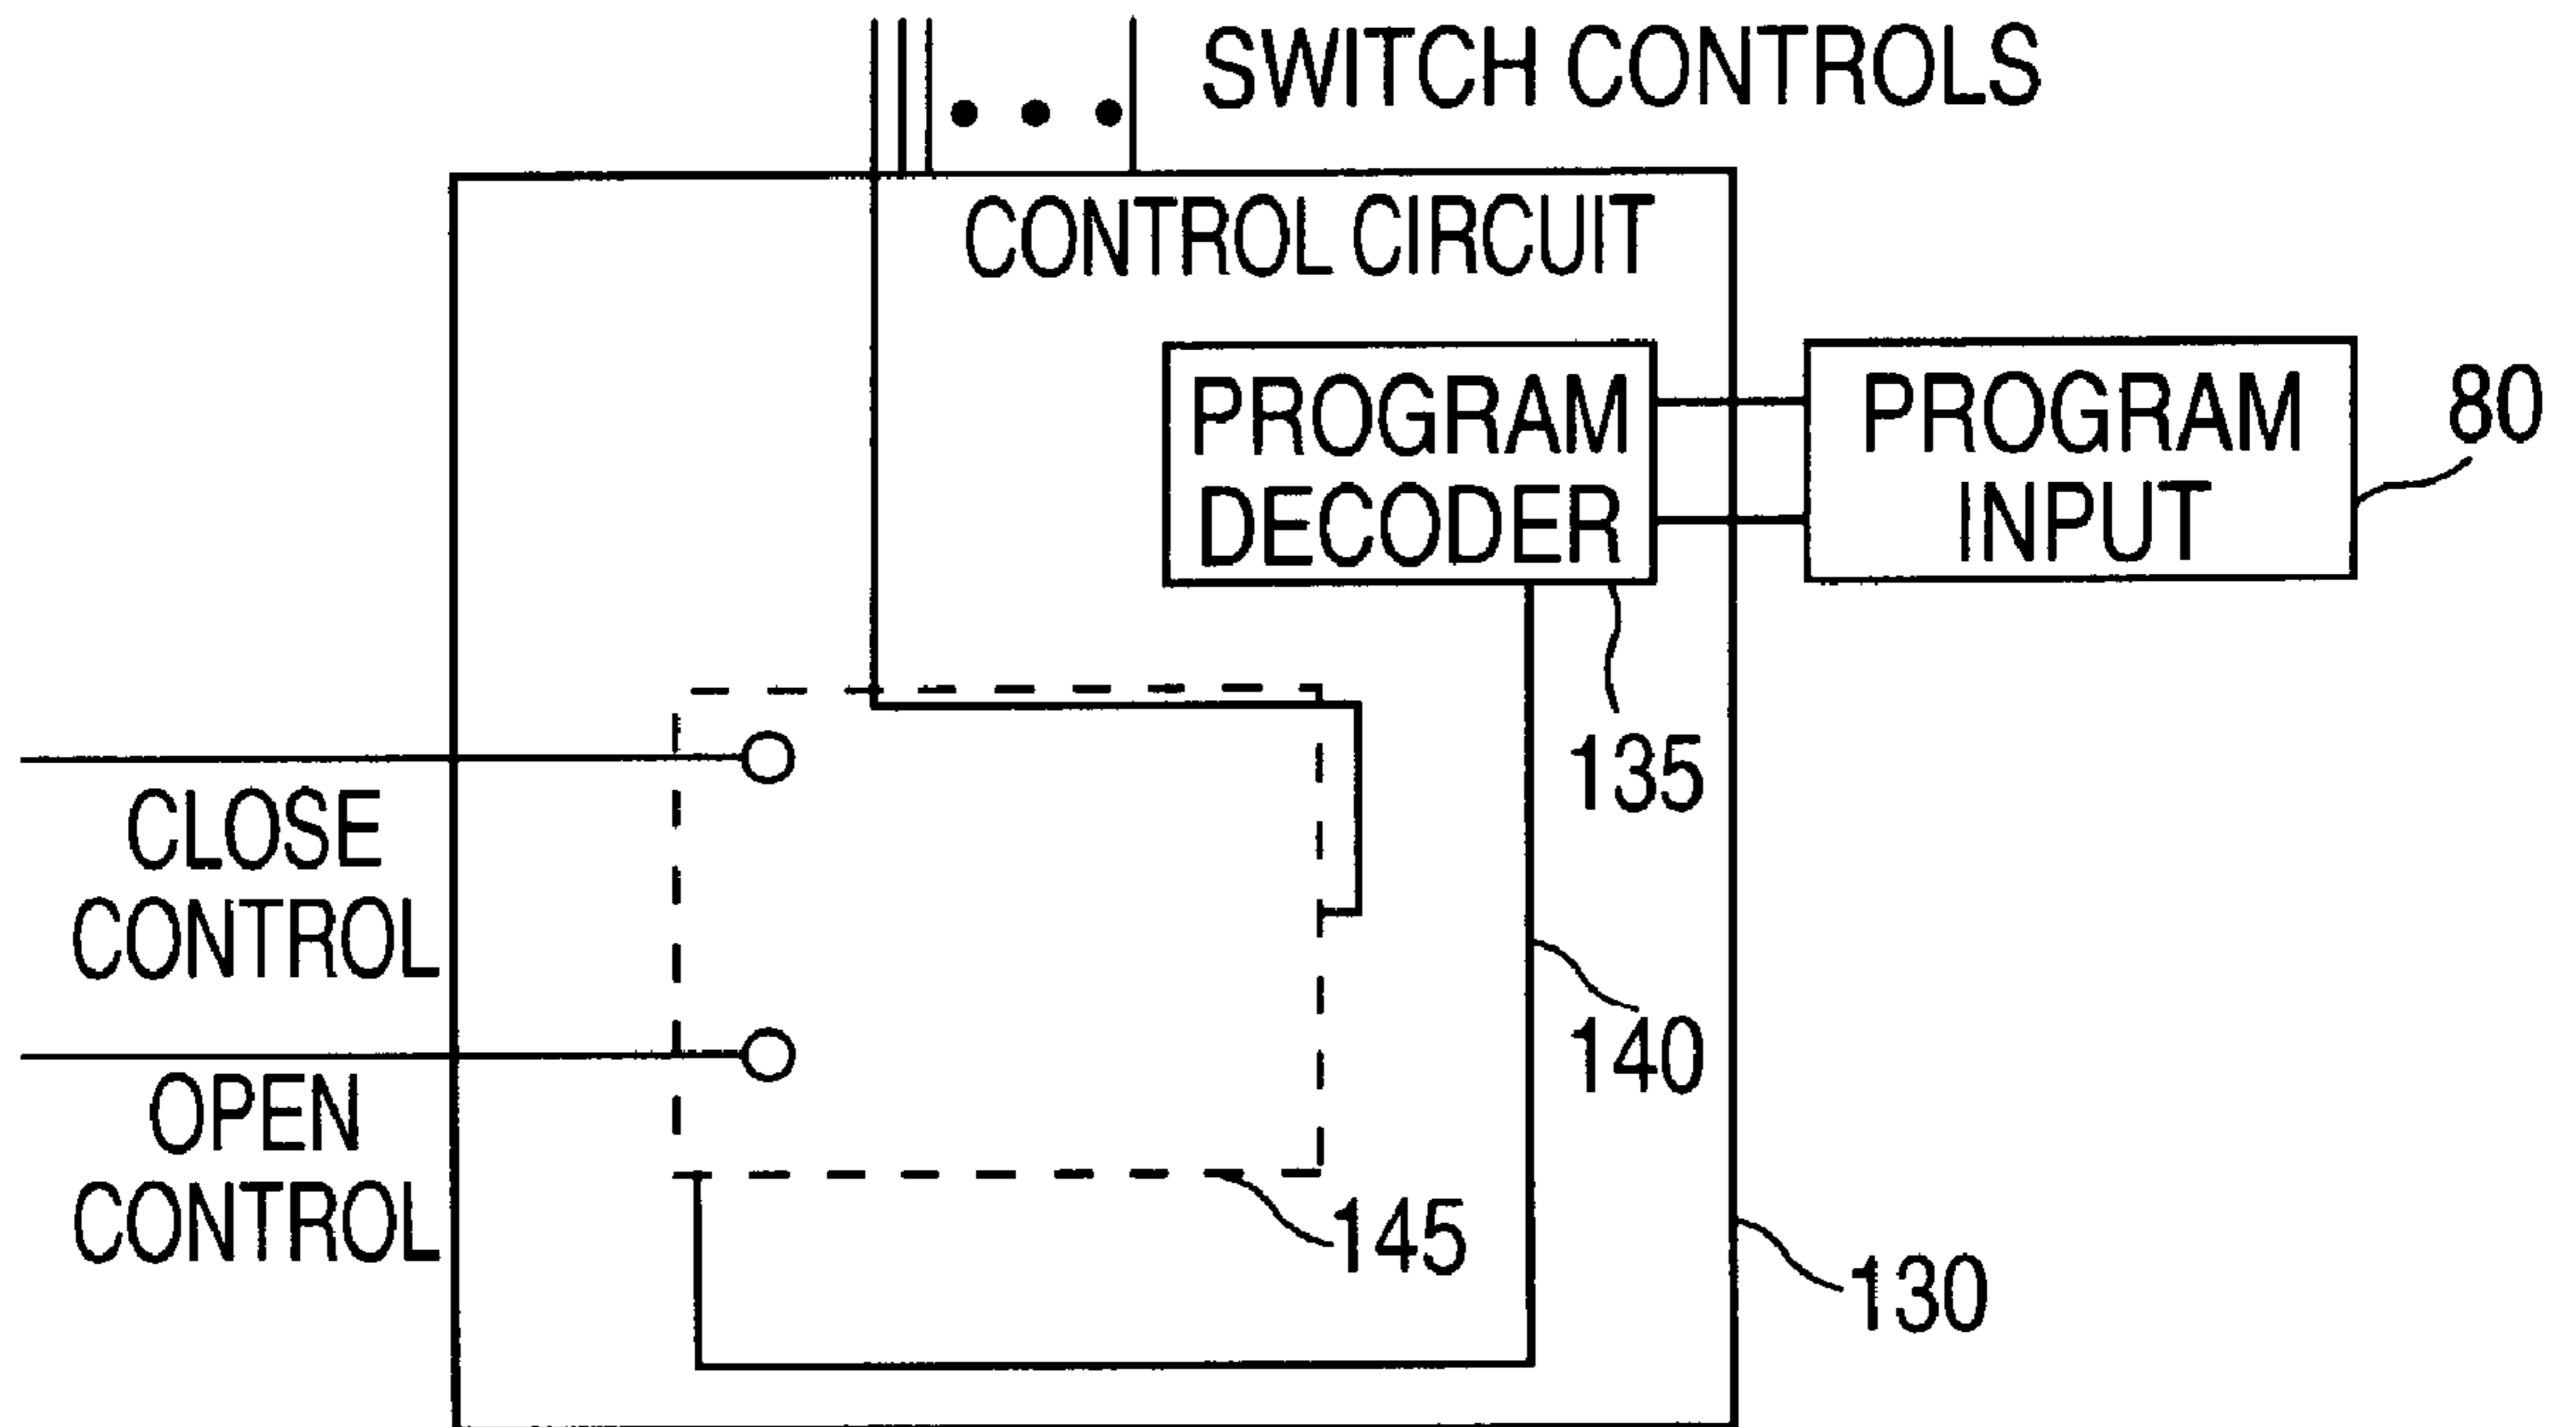 SWITCH CONTROLS
CONTROL CIRCUIT
PROGRAM
DECODER
PROGRAM
INPUT
80
135
CLOSE
CONTROL
140
OPEN
CONTROL
145
130